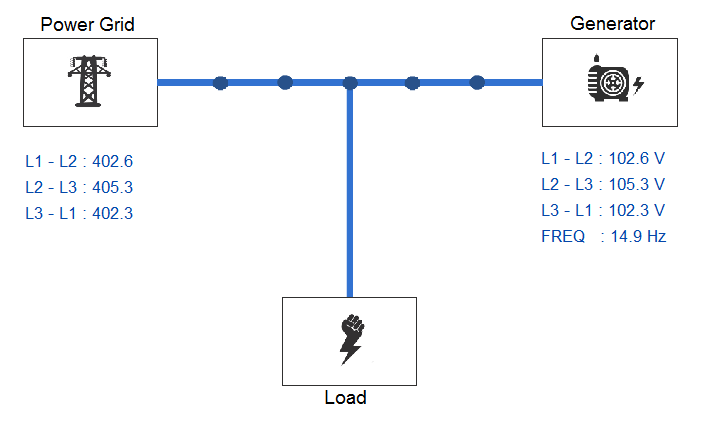 Power Grid
Generator
L1 - L2 : 402.6
L2 - L3 : 405.3
L3 - L1 : 402.3
L1 - L2 : 102.6 V
L2 - L3 : 105.3 V
L3 - L1 : 102.3 V
FREQ : 14.9 Hz
Load